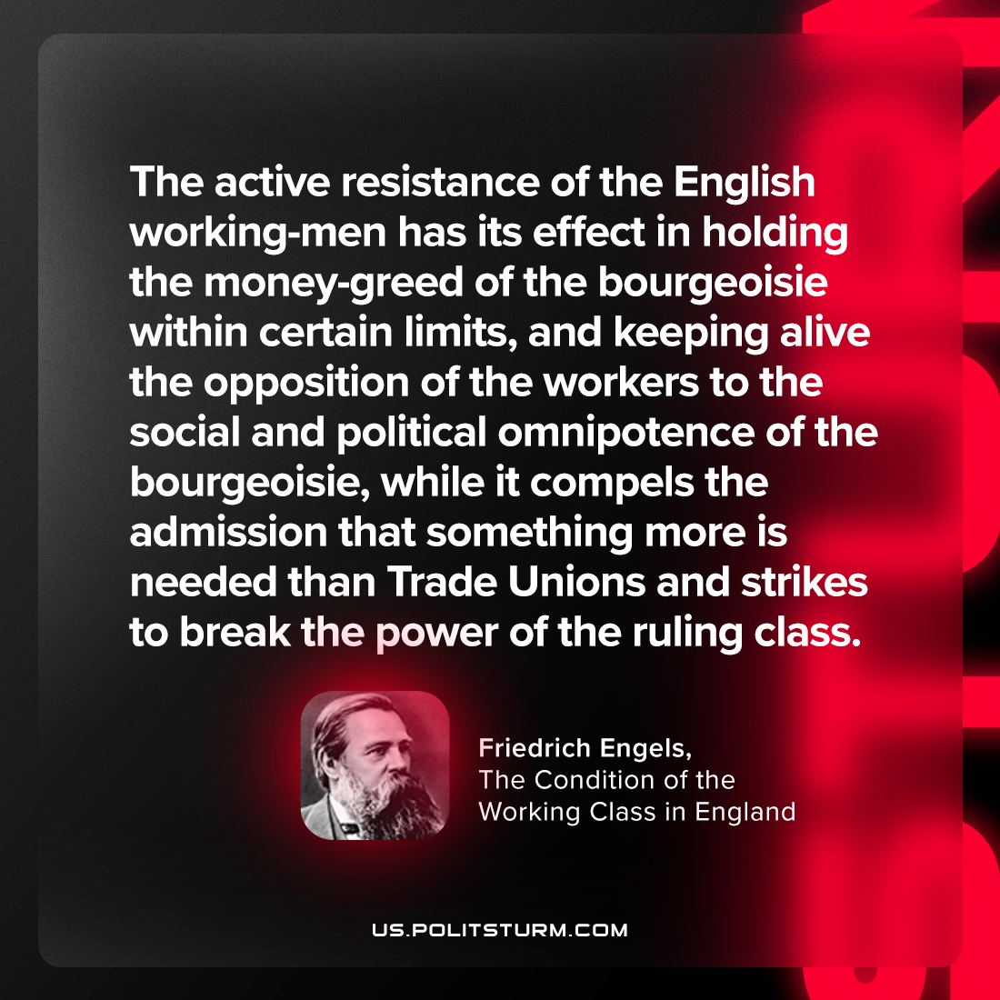 The active resistance of the English
working-men has its effect in holding
the money-greed of the bourgeoisie
within certain limits, and keeping alive
the opposition of the workers to the
social and political omnipotence of the
bourgeoisie, while it compels the
admission that something more is
needed than Trade Unions and strikes
to break the power of the ruling class.
Friedrich Engels,
The Condition of the
Working Class in England
US.POLITSTURM.COM